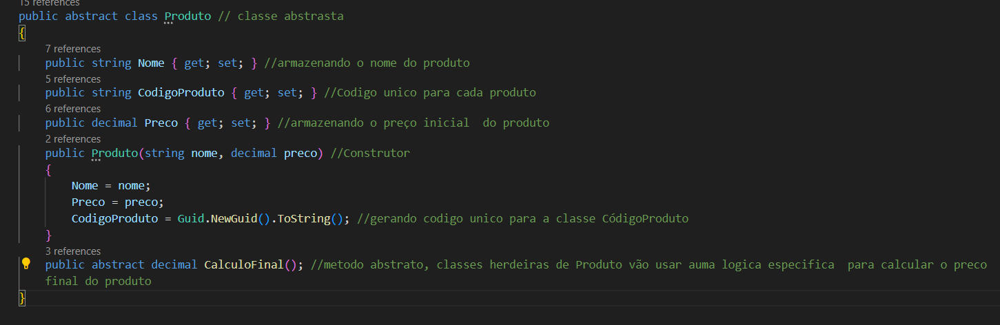 15 references
public abstract class Produto // classe abstrasta
{
7 references
public string Nome { get; set; } //armazenando o nome do produto
5 references
public string CodigoProduto { get; set; } //Codigo unico para cada produto
6 references
public decimal Preco { get; set; } //armazenando o preço inicial  do produto
2 references
public Produto(string nome, decimal preco) //Construtor
{
Nome = nome;
Preco = preco;
CodigoProduto = Guid.NewGuid().ToString(); //gerando codigo unico para a classe CódigoProduto
}
3 references
public abstract decimal CalculoFinal(); //metodo abstrato, classes herdeiras de Produto vão usar auma logica especifica  para calcular o preco
final do produto
}